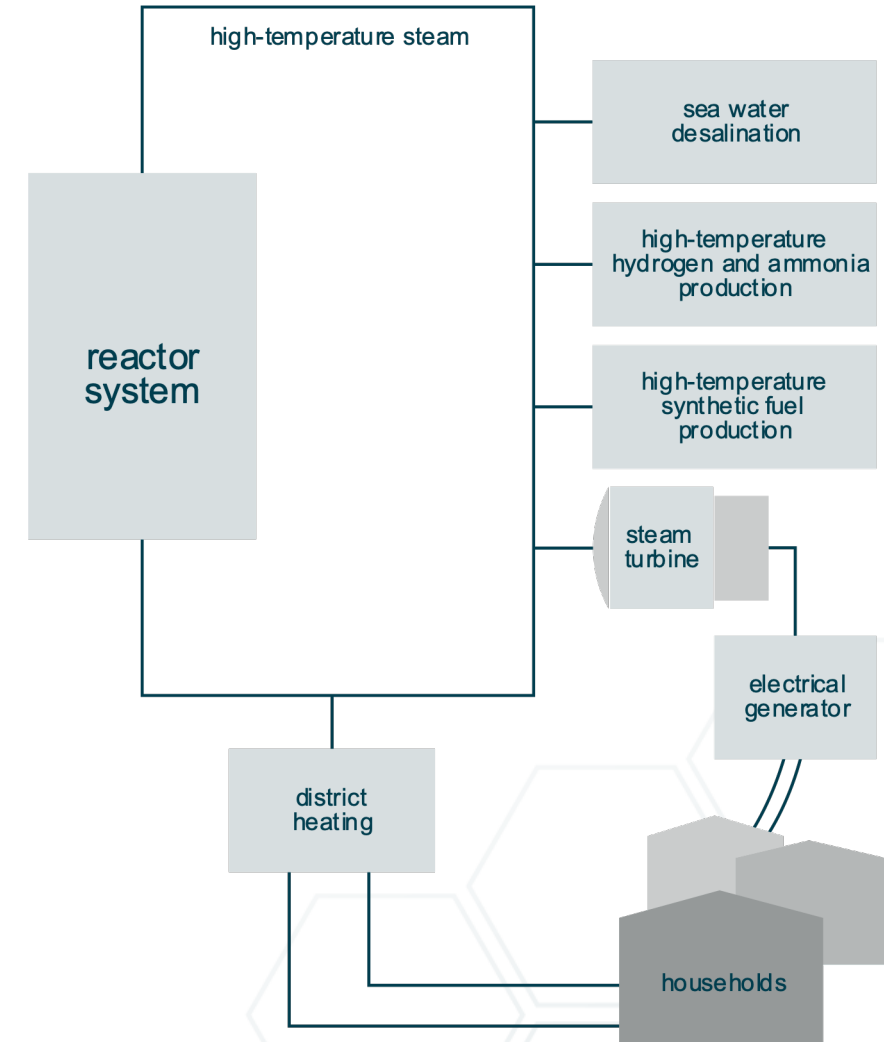 high-temperature steam
sea water
desalination
high-temperature
hydrogen and ammonia
production
reactor
system
high-temperature
synthetic fuel
production
steam
turbine
electrical
generator
district
heating
households